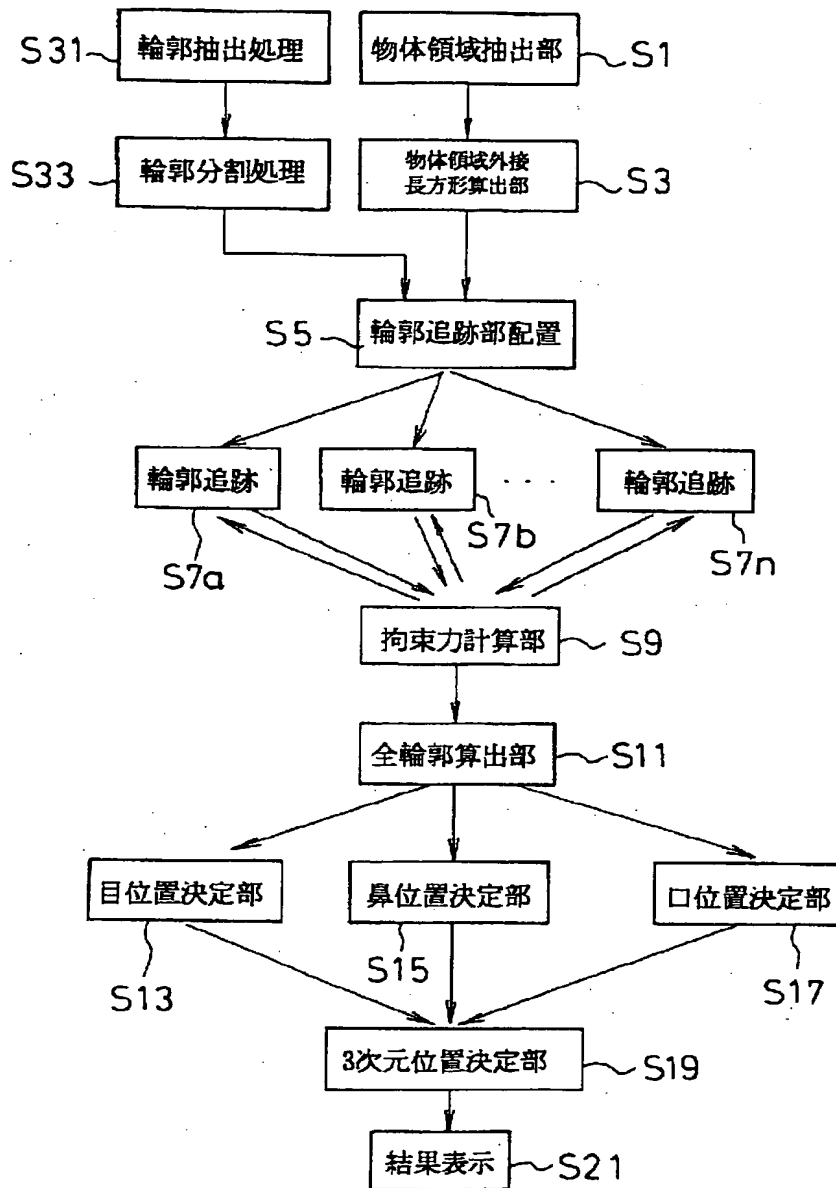 S31 輪郭抽出処理 物体領域抽出部 S1
S33 輪郭分割処理 物体領域外接 S3
長方形算出部
S5 輪郭追跡部配置
輪郭追跡 輪郭追跡 ・・・ 輪郭追跡
S7a S7b S7n
拘束力計算部 S9
全輪郭算出部 S11
目位置決定部 鼻位置決定部 口位置決定部
S13 S15 S17
3次元位置決定部 S19
結果表示 S21